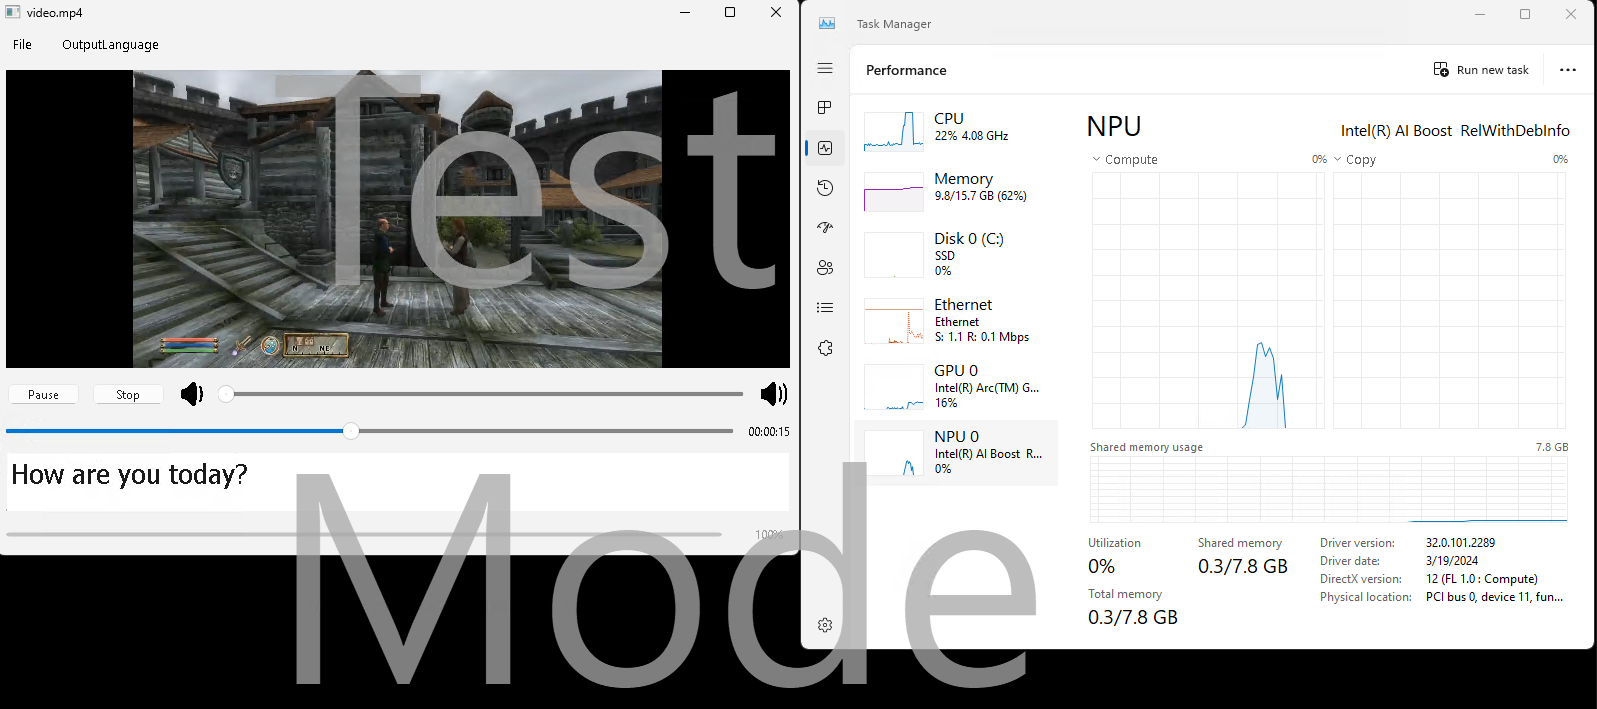 video.mp4
File OutputLanguage
Pause Stop
00:00:15
How are you today?
100%
Test
Mode
Task Manager
Performance
Run new task
CPU
22% 4.08 GHz
Memory
9.8/15.7 GB (62%)
Disk 0 (C:)
SSD
0%
Ethernet
Ethernet
S: 1.1 R: 0.1 Mbps
GPU 0
Intel(R) Arc(TM) G...
16%
NPU 0
Intel(R) AI Boost R...
0%
NPU
Intel(R) AI Boost RelWithDebInfo
Compute 0%
Copy 0%
Shared memory usage 7.8 GB
Utilization
0%
Shared memory
0.3/7.8 GB
Total memory
0.3/7.8 GB
Driver version: 32.0.101.2289
Driver date: 3/19/2024
DirectX version: 12 (FL 1.0 : Compute)
Physical location: PCI bus 0, device 11, fun...